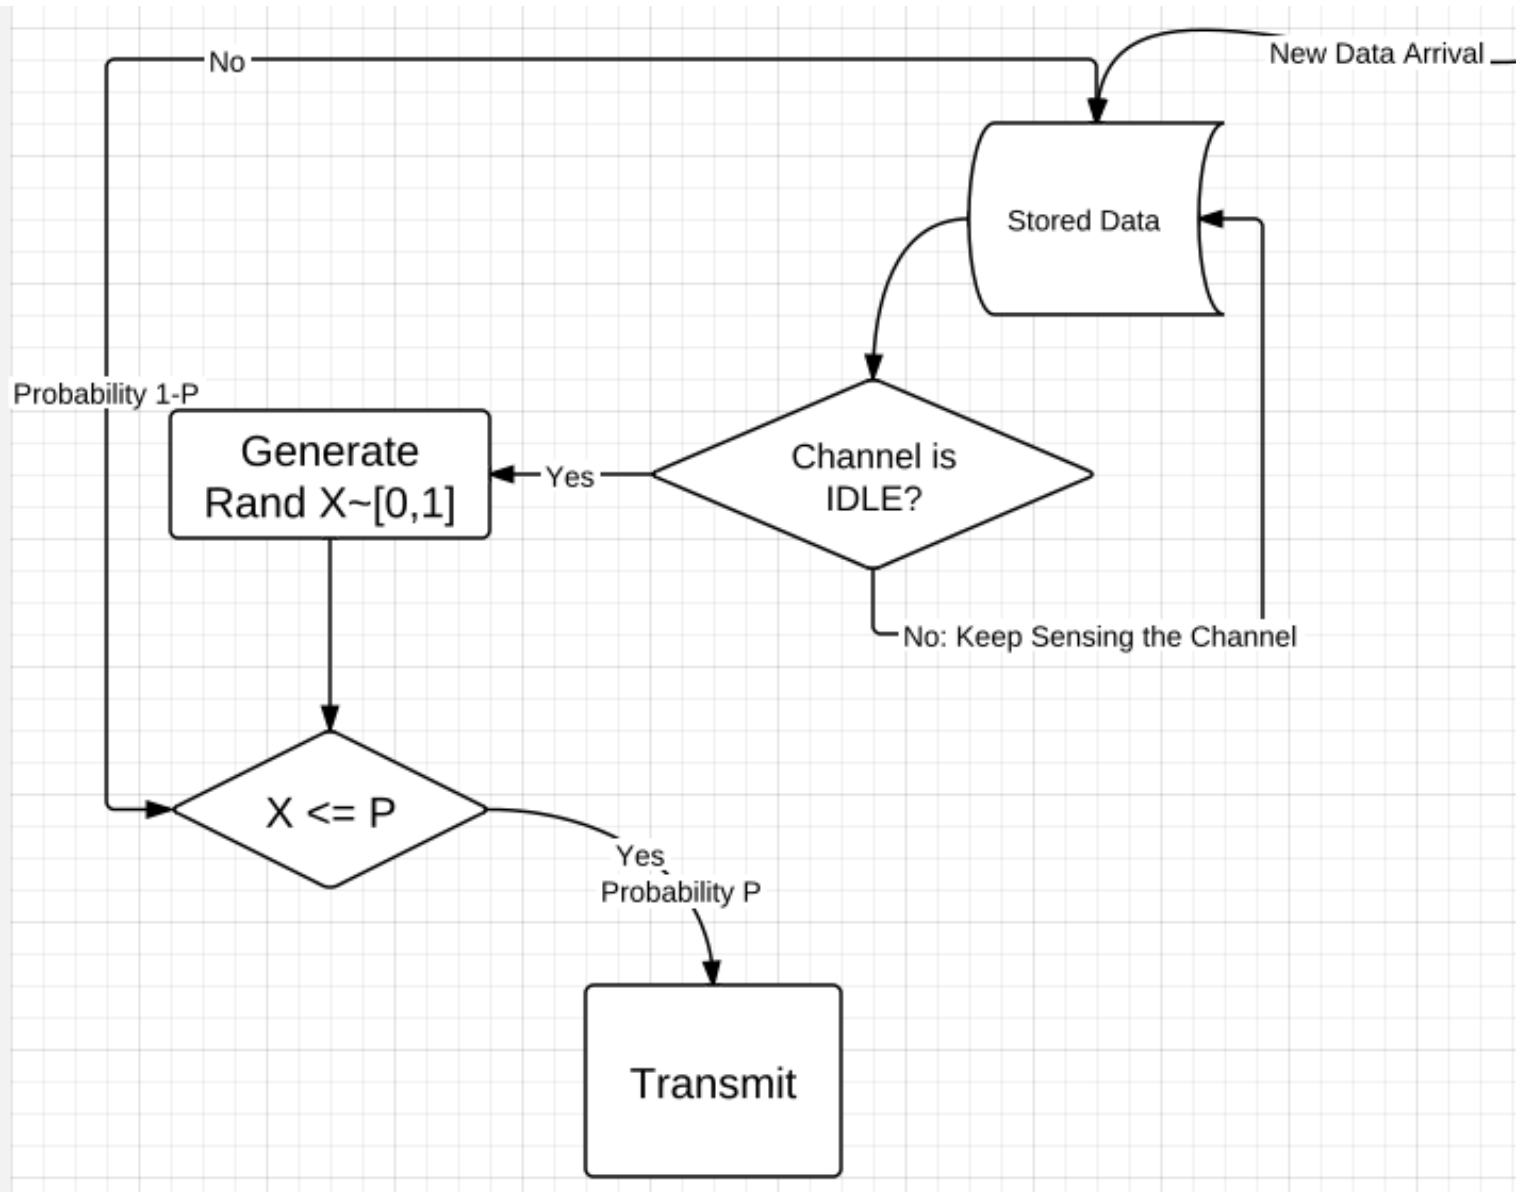 No
New Data Arrival
Stored Data
Probability 1-P
Generate
Rand X~[0,1]
Yes
Channel is
IDLE?
No: Keep Sensing the Channel
X <= P
Yes
Probability P
Transmit